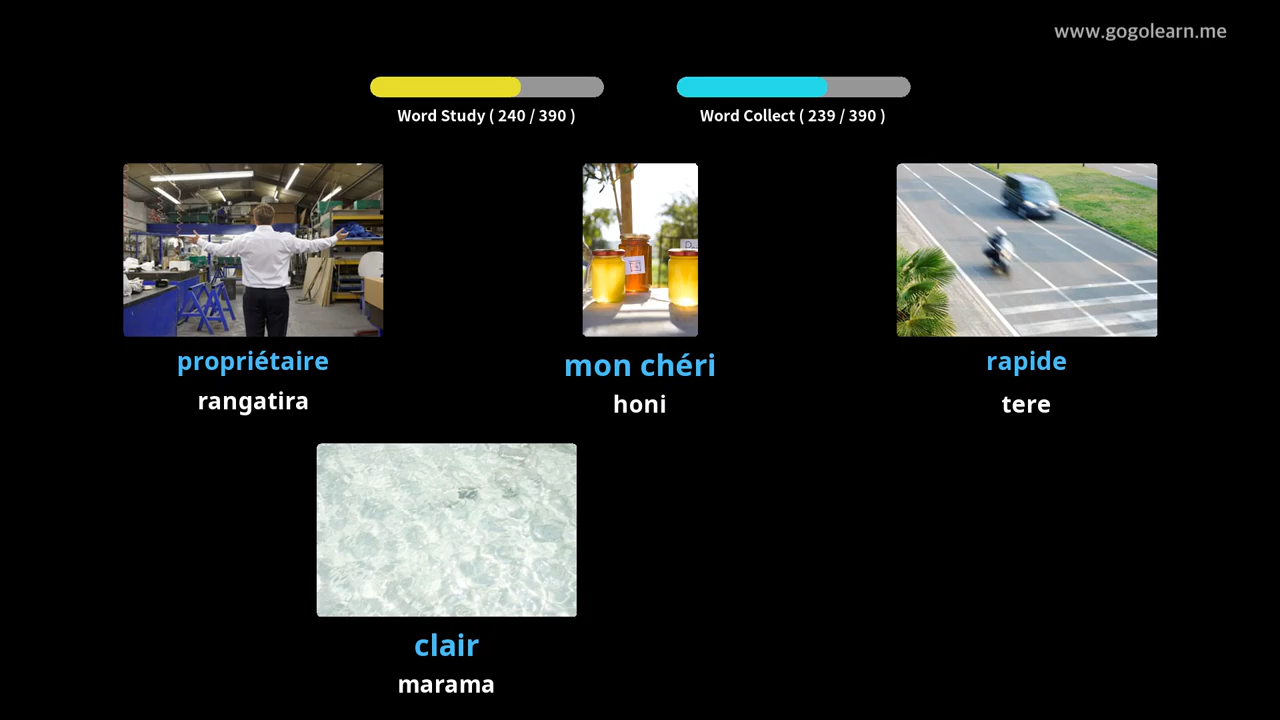 www.gogolearn.me
Word Study ( 240 / 390 )
Word Collect ( 239 / 390 )
D.
propriétaire
mon chéri
rapide
rangatira
honi
tere
clair
marama